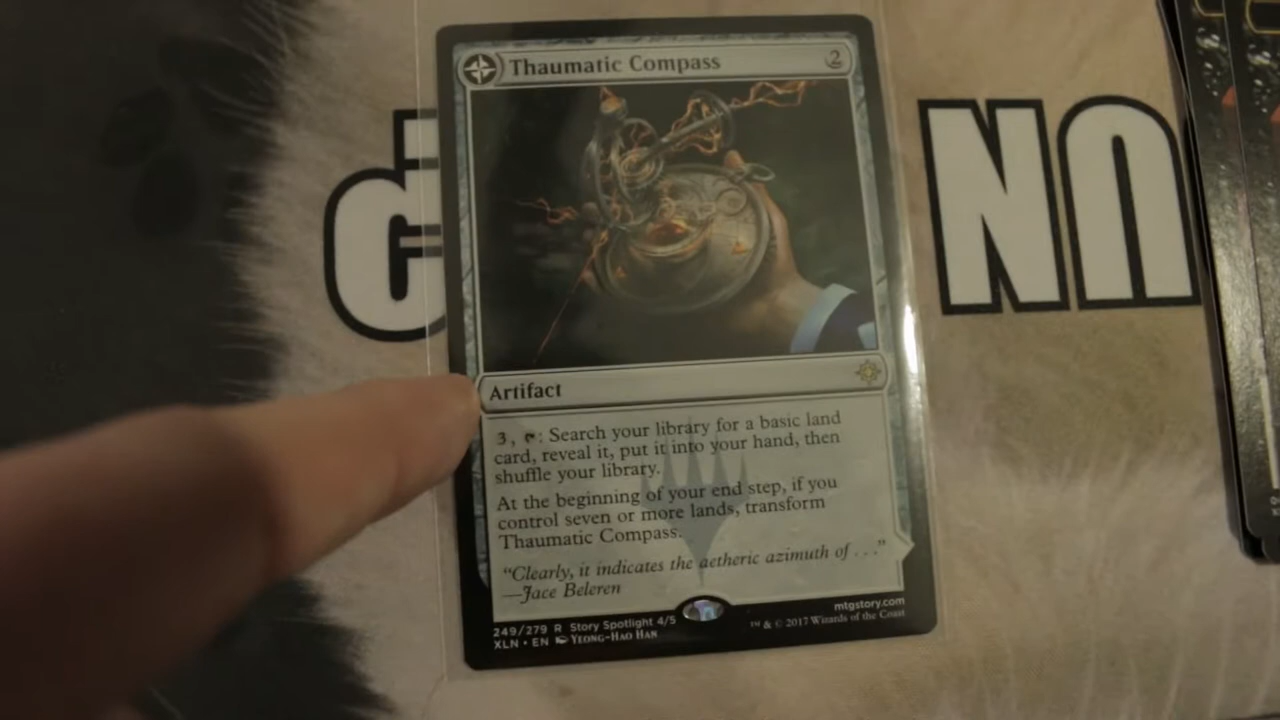 Thaumatic Compass 2
Artifact
3, T: Search your library for a basic land
card, reveal it, put it into your hand, then
shuffle your library.
At the beginning of your end step, if you
control seven or more lands, transform
Thaumatic Compass.
"Clearly, it indicates the aetheric azimuth of . . ."
—Jace Beleren
249/279 R Story Spotlight 4/5
XLN • EN Yeong-Hao Han
mtgstory.com
™ & © 2017 Wizards of the Coast
UN